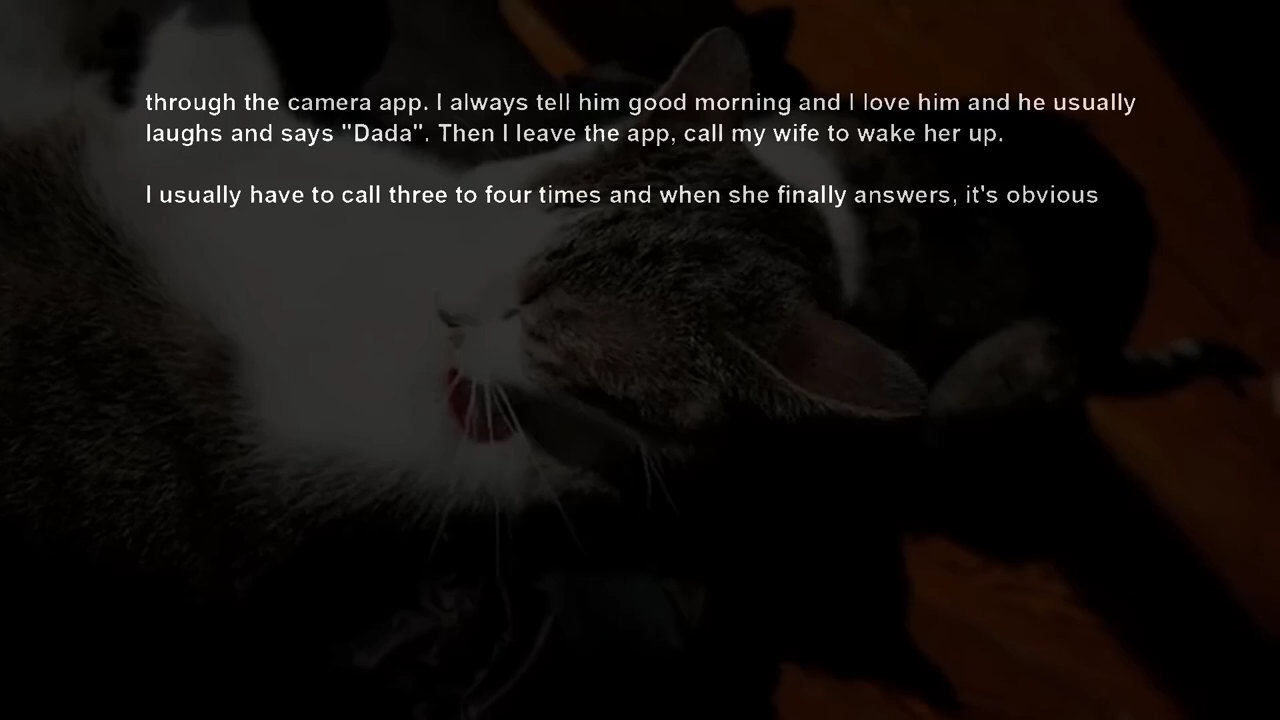 through the camera app. I always tell him good morning and I love him and he usually
laughs and says "Dada". Then I leave the app, call my wife to wake her up.
I usually have to call three to four times and when she finally answers, it's obvious